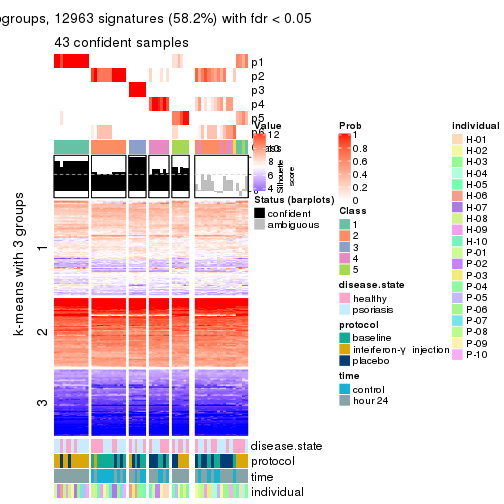 ogroups, 12963 signatures (58.2%) with fdr < 0.05
43 confident samples
p1
p2
p3
p4
p5
k-means with 3 groups
1
2
3
Value
12
8
6
4
Silhouette
score
Status (barplots)
confident
ambiguous
Prob
1
0.8
0.6
0.4
0.2
0
Class
1
2
3
4
5
disease.state
healthy
psoriasis
protocol
baseline
interferon-γ injection
placebo
time
control
hour 24
individual
H-01
H-02
H-03
H-04
H-05
H-06
H-07
H-08
H-09
H-10
P-01
P-02
P-03
P-04
P-05
P-06
P-07
P-08
P-09
P-10
disease.state
protocol
time
individual